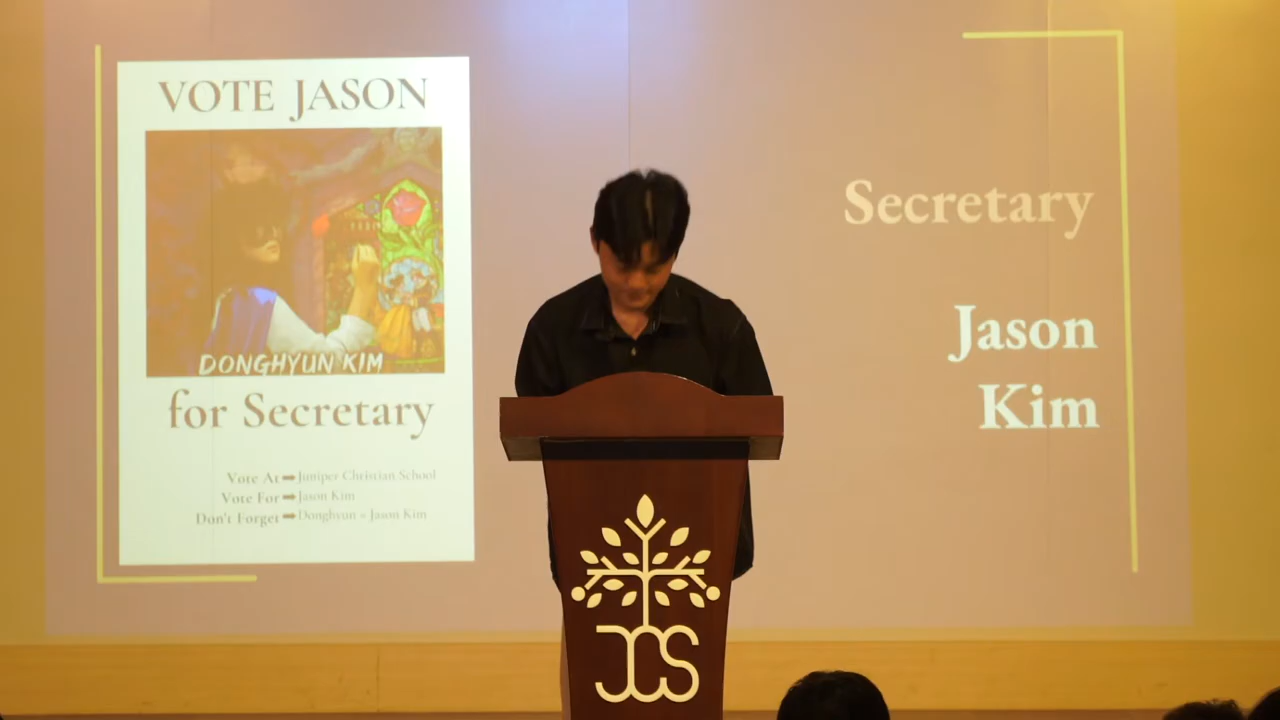 VOTE JASON
DONGHYUN KIM
for Secretary
Vote At ➡ Juniper Christian School
Vote For ➡ Jason Kim
Don't Forget ➡ Donghyun = Jason Kim
Secretary
Jason
Kim
JCS